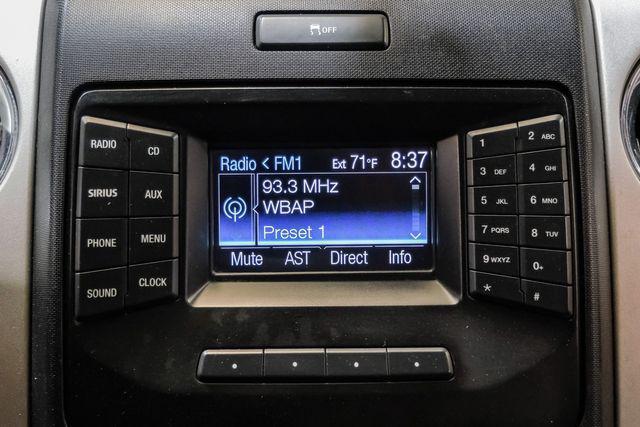 OFF
Radio < FM1 Ext 71°F 8:37
93.3 MHz
WBAP
Preset 1
Mute AST Direct Info
RADIO CD
SIRIUS AUX
PHONE MENU
SOUND CLOCK
1 2 ABC
3 DEF 4 GHI
5 JKL 6 MNO
7 PQRS 8 TUV
9 WXYZ 0+
* #